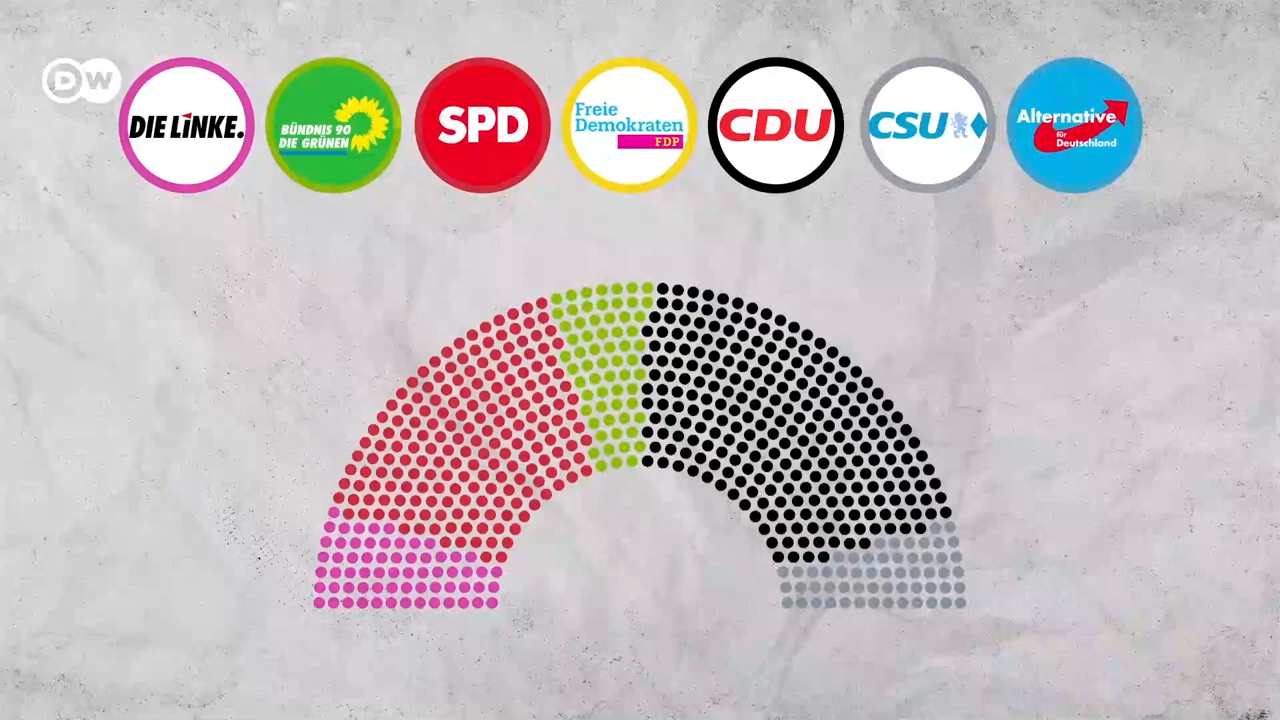 DW
DIE LiNKE.
BÜNDNIS 90
DIE GRÜNEN
SPD
Freie
Demokraten
FDP
CDU
CSU
Alternative
für
Deutschland